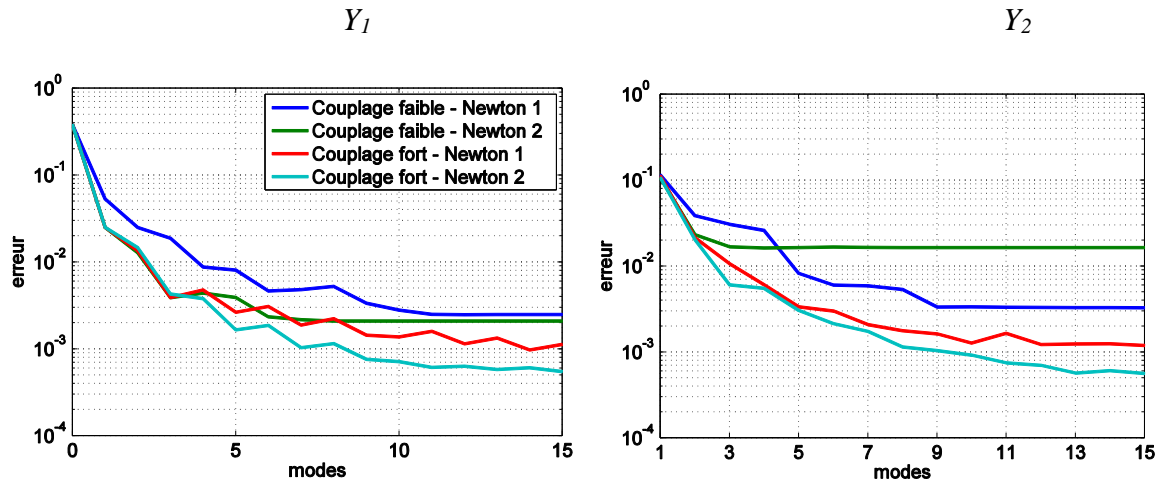 Y1
Y2
10^0
10^-1
10^-2
10^-3
10^-4
erreur
0
5
10
15
modes
Couplage faible - Newton 1
Couplage faible - Newton 2
Couplage fort - Newton 1
Couplage fort - Newton 2
10^0
10^-1
10^-2
10^-3
10^-4
erreur
1
3
5
7
9
11
13
15
modes